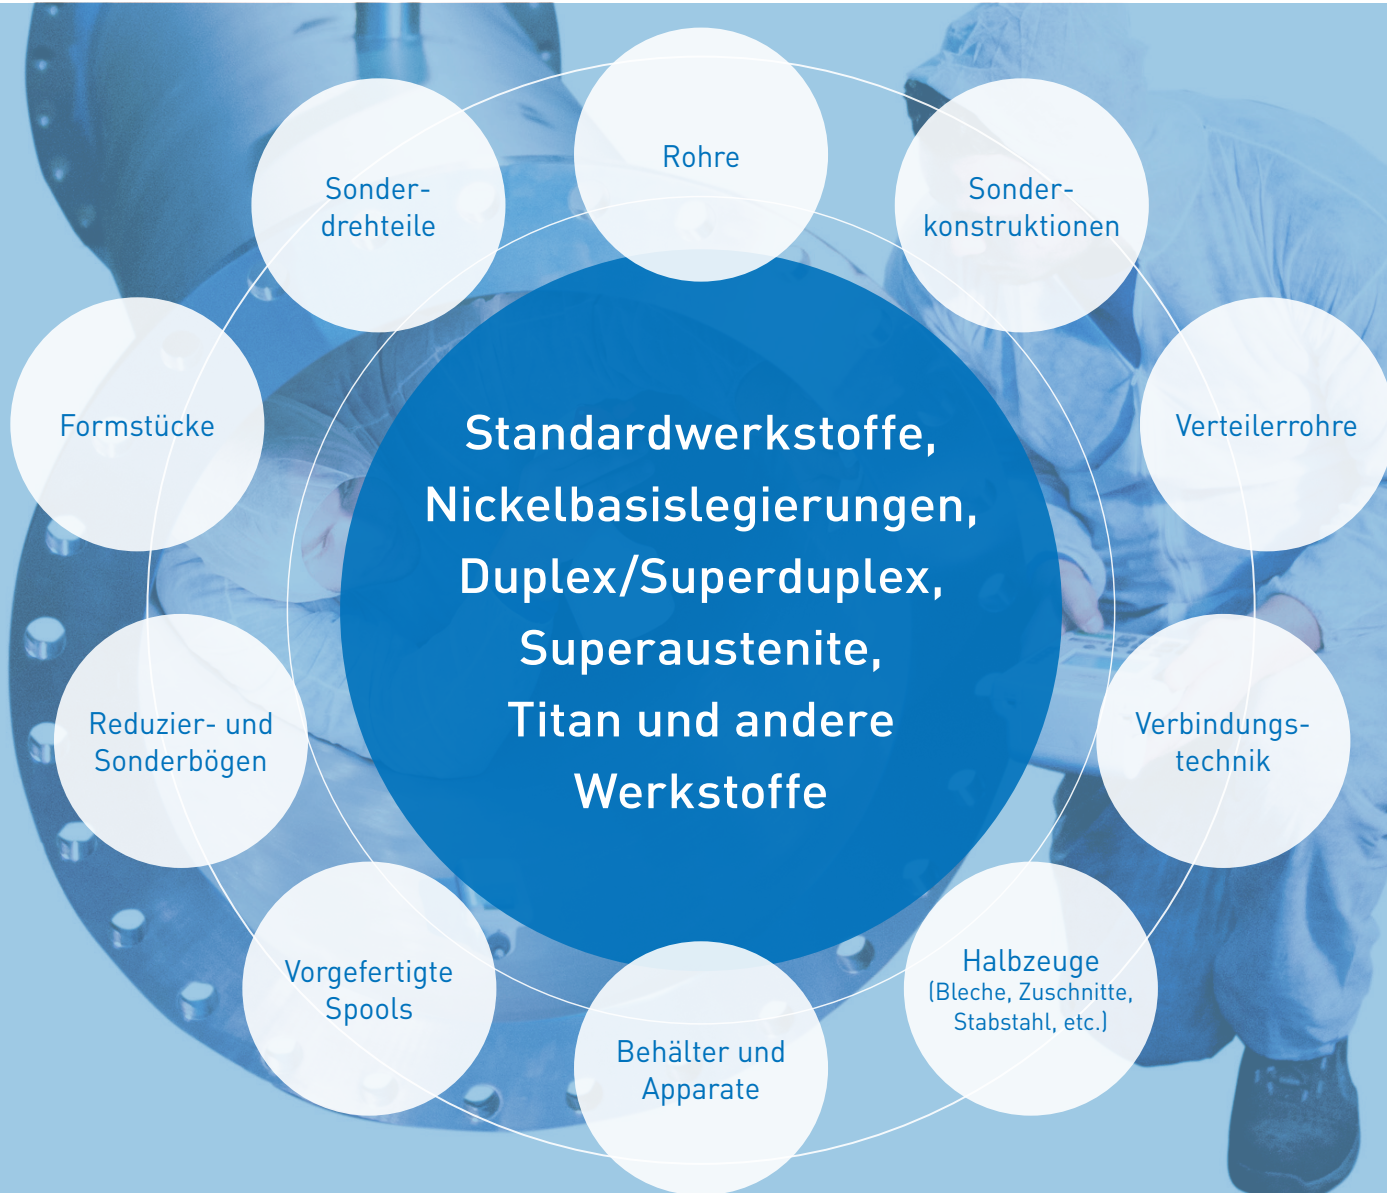 Rohre
Sonder-
drehteile
Sonder-
konstruktionen
Formstücke
Verteilerrohre
Standardwerkstoffe,
Nickelbasislegierungen,
Duplex/Superduplex,
Superaustenite,
Titan und andere
Werkstoffe
Reduzier- und
Sonderbögen
Verbindungs-
technik
Vorgefertigte
Spools
Halbzeuge
(Bleche, Zuschnitte,
Stabstahl, etc.)
Behälter und
Apparate